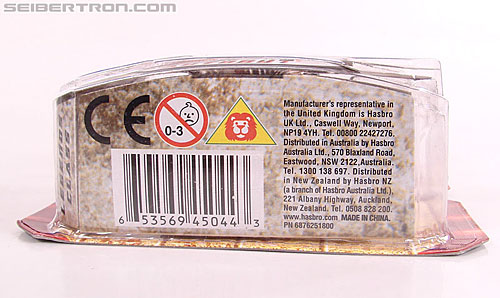 SEIBERTRON.COM
CE
0-3
Manufacturer's representative in
the United Kingdom is Hasbro
UK Ltd., Caswell Way, Newport,
NP19 4YH. Tel. 00800 22427276.
Distributed in Australia by Hasbro
Australia Ltd., 570 Blaxland Road,
Eastwood, NSW 2122, Australia.
Tel. 1300 138 697. Distributed
in New Zealand by Hasbro NZ
(a branch of Hasbro Australia Ltd.),
221 Albany Highway, Auckland,
New Zealand. Tel. 0508 828 200.
www.hasbro.com MADE IN CHINA.
PN 6876251800
6 53569 45044 3